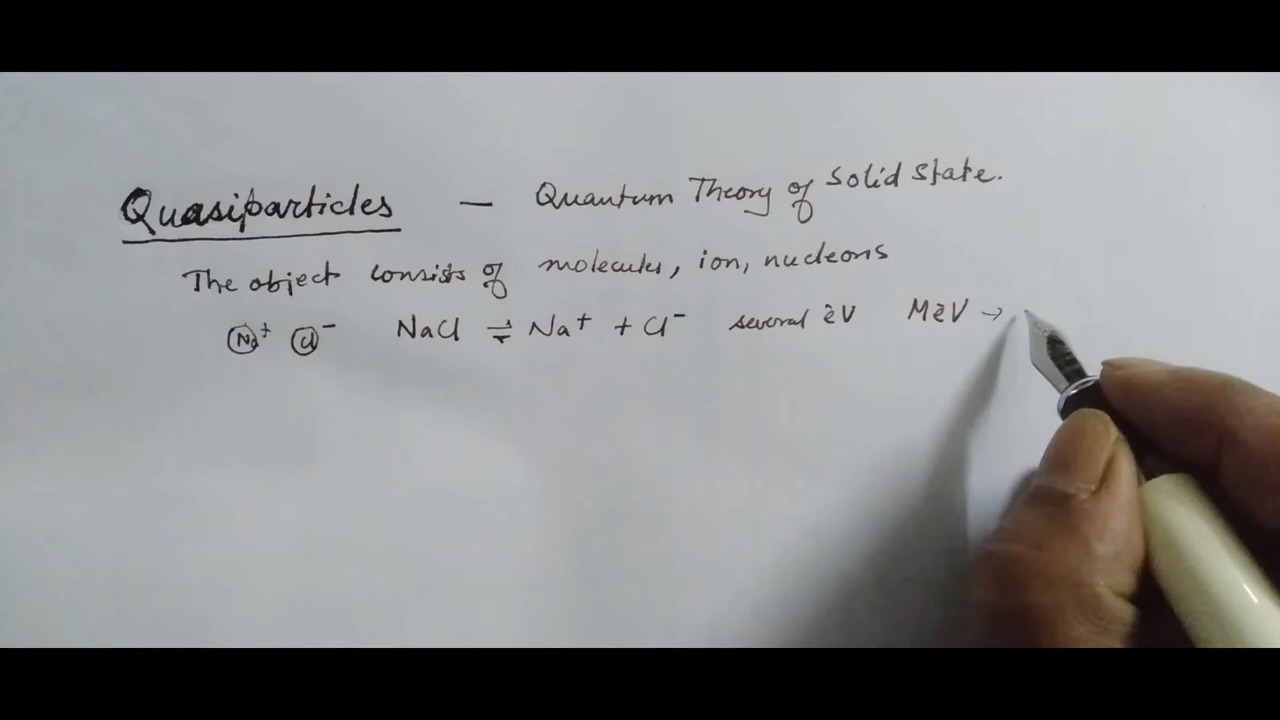 Quasiparticles — Quantum Theory of Solid State.
The object consists of molecules, ion, nucleons
Na⁺ Cl⁻ NaCl ⇌ Na⁺ + Cl⁻ several eV MeV →